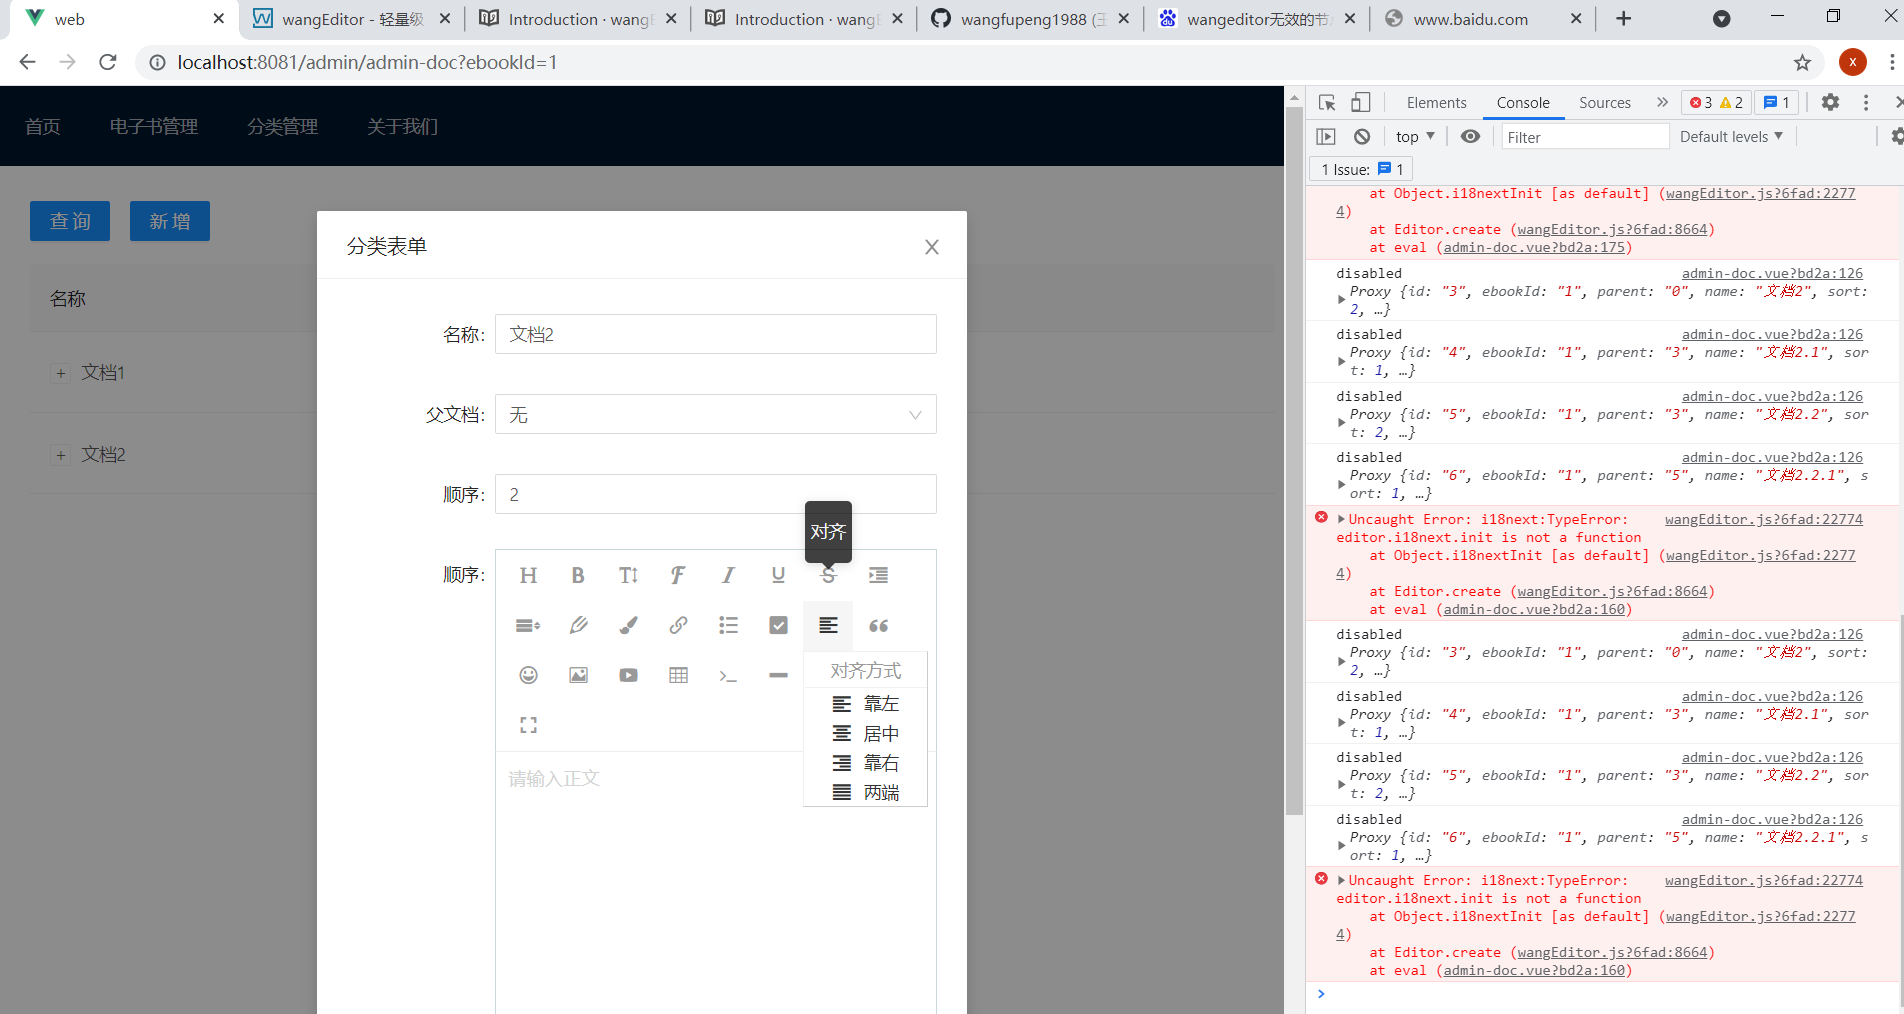 web
wangEditor - 轻量级
Introduction · wangE
Introduction · wangE
wangfupeng1988 (王
wangeditor无效的节
www.baidu.com
localhost:8081/admin/admin-doc?ebookId=1
x
首页
电子书管理
分类管理
关于我们
查 询
新 增
名称
文档1
文档2
分类表单
名称:
文档2
父文档:
无
顺序:
2
对齐
顺序:
对齐方式
靠左
居中
靠右
两端
请输入正文
Elements
Console
Sources
3
2
1
top
Filter
Default levels
1 Issue:
1
at Object.i18nextInit [as default] (wangEditor.js?6fad:2277
4)
at Editor.create (wangEditor.js?6fad:8664)
at eval (admin-doc.vue?bd2a:175)
disabled
admin-doc.vue?bd2a:126
Proxy {id: "3", ebookId: "1", parent: "0", name: "文档2", sort:
2, …}
disabled
admin-doc.vue?bd2a:126
Proxy {id: "4", ebookId: "1", parent: "3", name: "文档2.1", sor
t: 1, …}
disabled
admin-doc.vue?bd2a:126
Proxy {id: "5", ebookId: "1", parent: "3", name: "文档2.2", sor
t: 2, …}
disabled
admin-doc.vue?bd2a:126
Proxy {id: "6", ebookId: "1", parent: "5", name: "文档2.2.1", s
ort: 1, …}
Uncaught Error: i18next:TypeError:
wangEditor.js?6fad:22774
editor.i18next.init is not a function
at Object.i18nextInit [as default] (wangEditor.js?6fad:2277
4)
at Editor.create (wangEditor.js?6fad:8664)
at eval (admin-doc.vue?bd2a:160)
disabled
admin-doc.vue?bd2a:126
Proxy {id: "3", ebookId: "1", parent: "0", name: "文档2", sort:
2, …}
disabled
admin-doc.vue?bd2a:126
Proxy {id: "4", ebookId: "1", parent: "3", name: "文档2.1", sor
t: 1, …}
disabled
admin-doc.vue?bd2a:126
Proxy {id: "5", ebookId: "1", parent: "3", name: "文档2.2", sor
t: 2, …}
disabled
admin-doc.vue?bd2a:126
Proxy {id: "6", ebookId: "1", parent: "5", name: "文档2.2.1", s
ort: 1, …}
Uncaught Error: i18next:TypeError:
wangEditor.js?6fad:22774
editor.i18next.init is not a function
at Object.i18nextInit [as default] (wangEditor.js?6fad:2277
4)
at Editor.create (wangEditor.js?6fad:8664)
at eval (admin-doc.vue?bd2a:160)